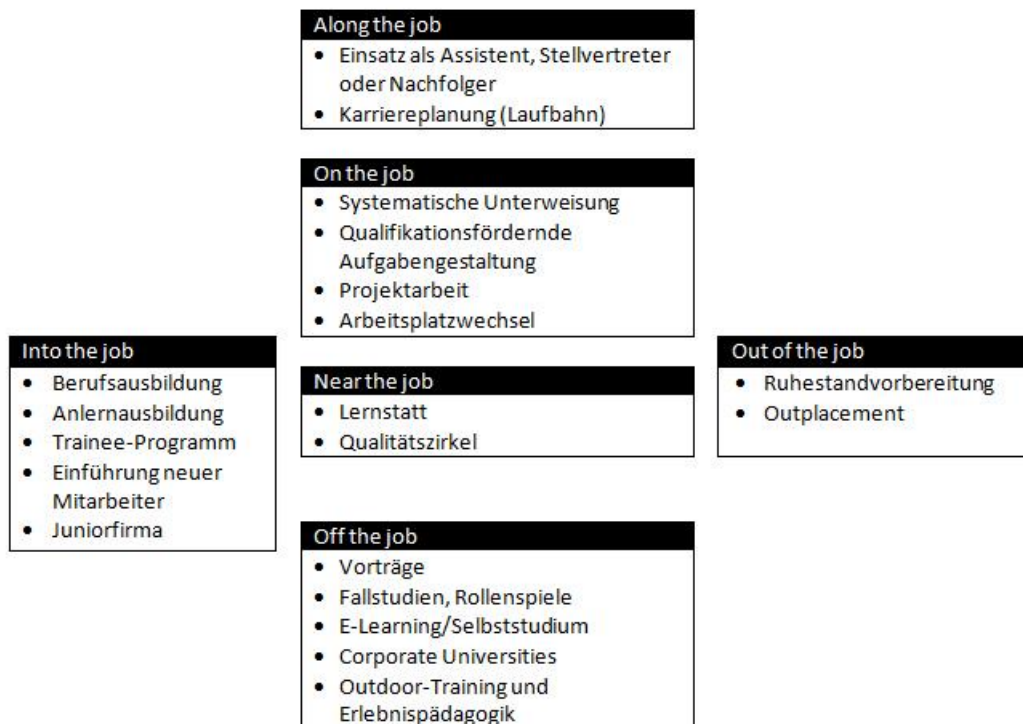 Along the job
• Einsatz als Assistent, Stellvertreter
oder Nachfolger
• Karriereplanung (Laufbahn)
On the job
• Systematische Unterweisung
• Qualifikationsfördernde
Aufgabengestaltung
• Projektarbeit
• Arbeitsplatzwechsel
Into the job
• Berufsausbildung
• Anlernausbildung
• Trainee-Programm
• Einführung neuer
Mitarbeiter
• Juniorfirma
Near the job
• Lernstatt
• Qualitätszirkel
Out of the job
• Ruhestandvorbereitung
• Outplacement
Off the job
• Vorträge
• Fallstudien, Rollenspiele
• E-Learning/Selbststudium
• Corporate Universities
• Outdoor-Training und
Erlebnispädagogik